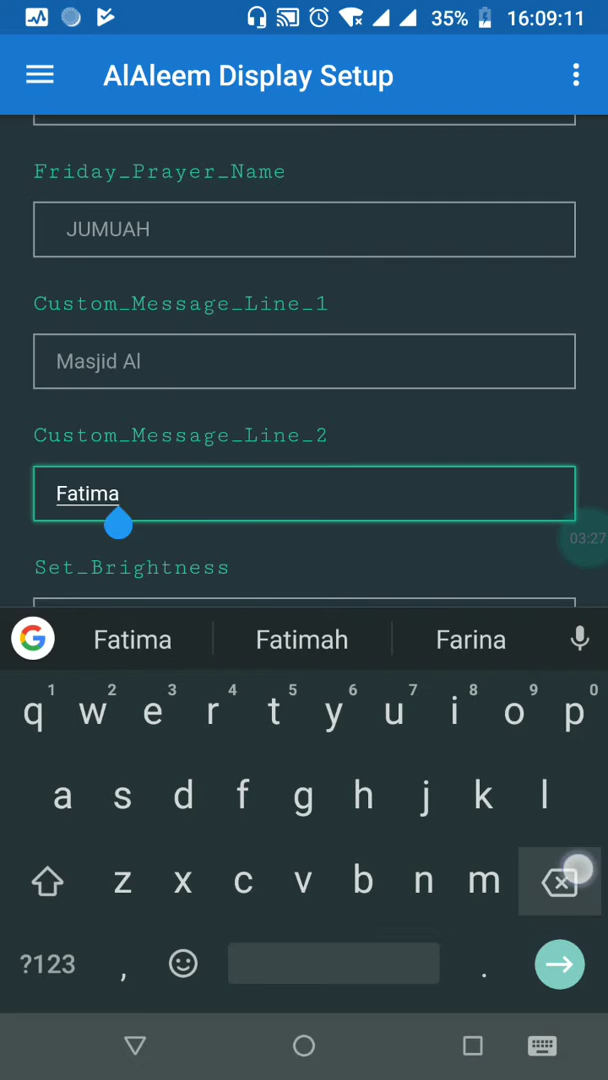 35% 16:09:11
AlAleem Display Setup
Friday_Prayer_Name
JUMUAH
Custom_Message_Line_1
Masjid Al
Custom_Message_Line_2
Fatima
03:27
Set_Brightness
G Fatima Fatimah Farina
1 2 3 4 5 6 7 8 9 0
q w e r t y u i o p
a s d f g h j k l
z x c v b n m
?123 , .